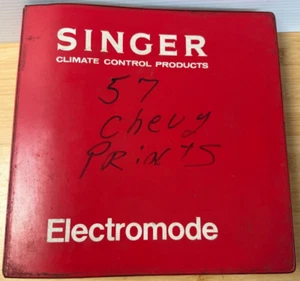 SINGER
CLIMATE CONTROL PRODUCTS
57
Chevy
PRints
Electromode